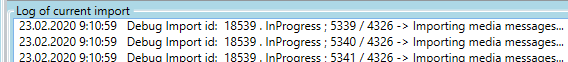 Log of current import
23.02.2020 9:10:59 Debug Import id: 18539 . InProgress ; 5339 / 4326 -> Importing media messages...
23.02.2020 9:10:59 Debug Import id: 18539 . InProgress ; 5340 / 4326 -> Importing media messages...
23.02.2020 9:10:59 Debug Import id: 18539 . InProgress ; 5341 / 4326 -> Importing media messages...